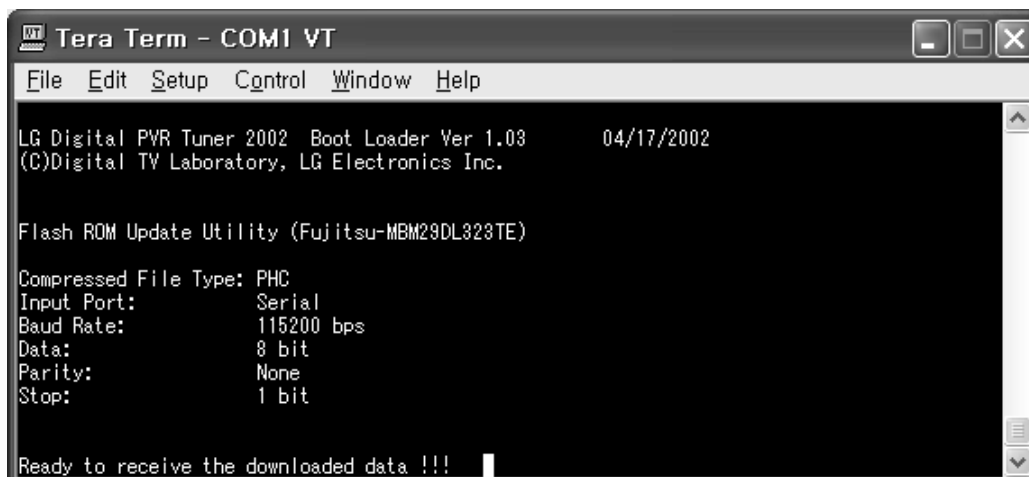 Tera Term - COM1 VT
File Edit Setup Control Window Help
LG Digital PVR Tuner 2002 Boot Loader Ver 1.03 04/17/2002
(C)Digital TV Laboratory, LG Electronics Inc.
Flash ROM Update Utility (Fujitsu-MBM29DL323TE)
Compressed File Type: PHC
Input Port: Serial
Baud Rate: 115200 bps
Data: 8 bit
Parity: None
Stop: 1 bit
Ready to receive the downloaded data !!!